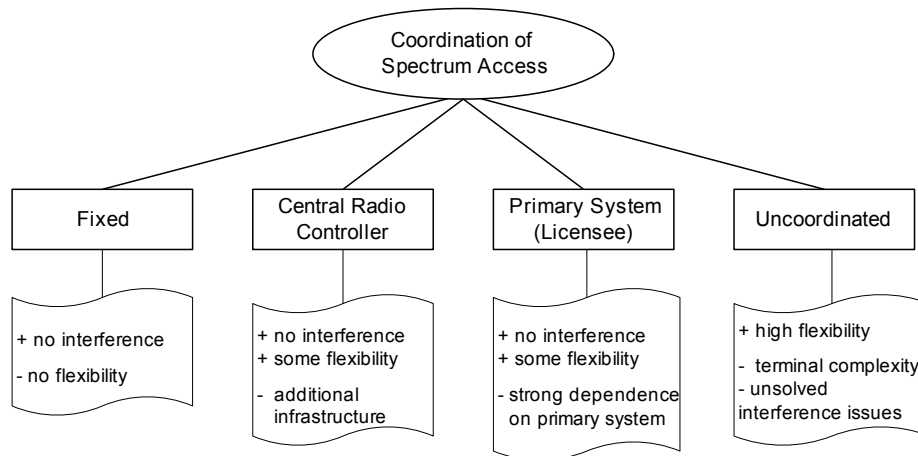 Coordination of
Spectrum Access
Fixed
Central Radio
Controller
Primary System
(Licensee)
Uncoordinated
+ no interference
- no flexibility
+ no interference
+ some flexibility
- additional
infrastructure
+ no interference
+ some flexibility
- strong dependence
on primary system
+ high flexibility
- terminal complexity
- unsolved
interference issues